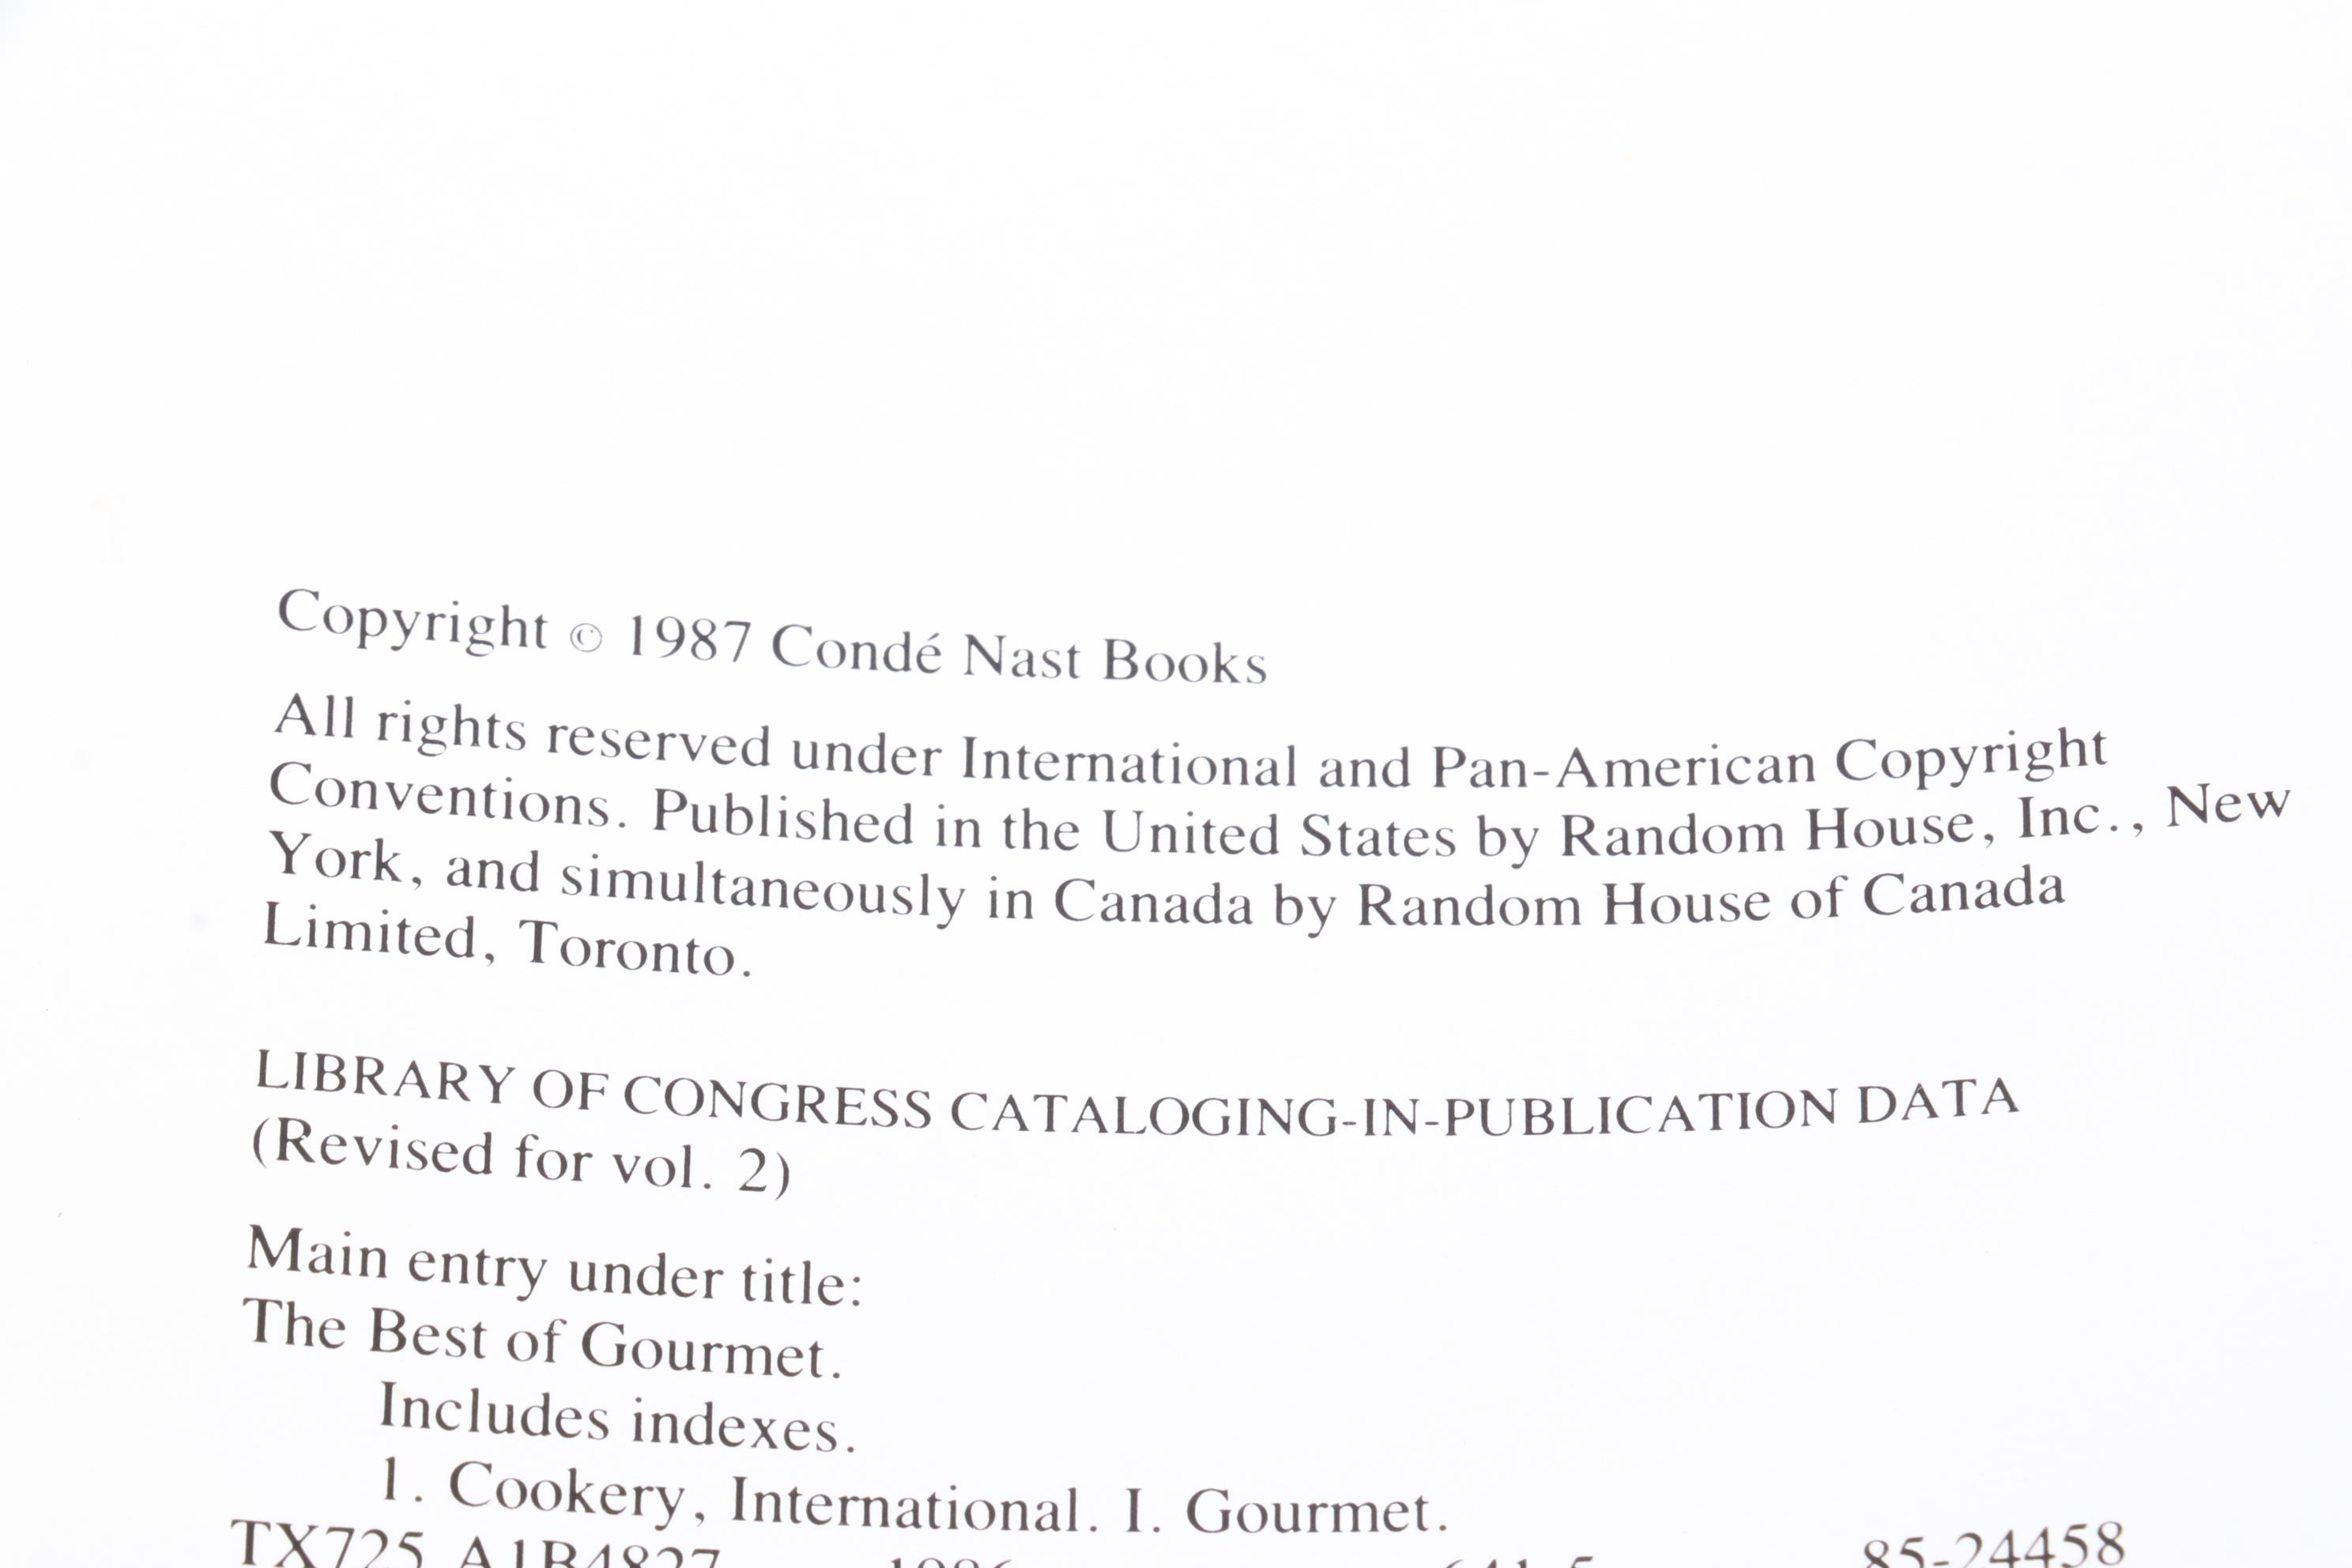 Copyright © 1987 Condé Nast Books
All rights reserved under International and Pan-American Copyright
Conventions. Published in the United States by Random House, Inc., New
York, and simultaneously in Canada by Random House of Canada
Limited, Toronto.
LIBRARY OF CONGRESS CATALOGING-IN-PUBLICATION DATA
(Revised for vol. 2)
Main entry under title:
The Best of Gourmet.
Includes indexes.
1. Cookery, International. I. Gourmet.
TX725 A1B4827 85-24458